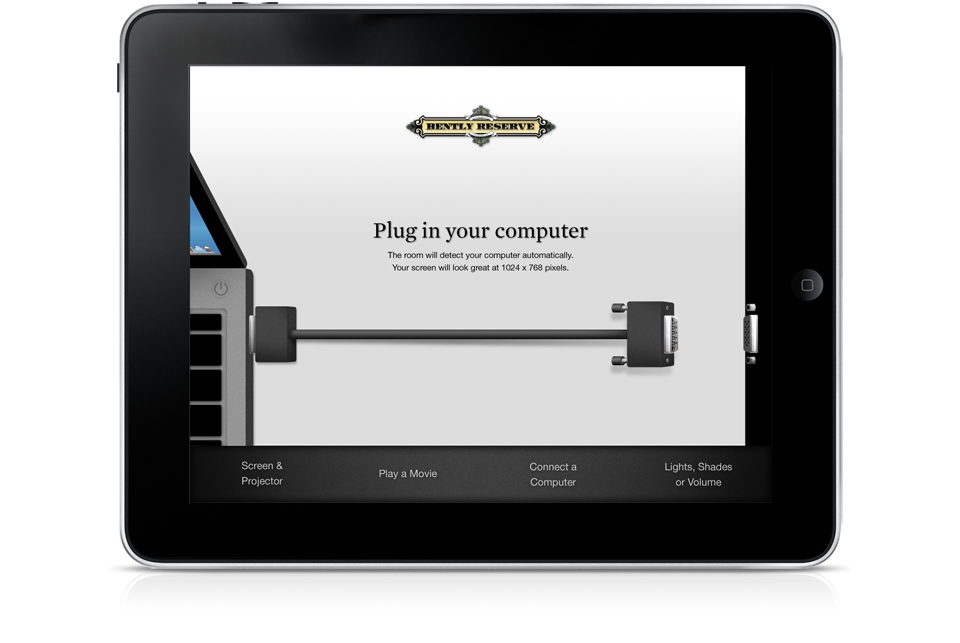 BENTLY RESERVE
Plug in your computer
The room will detect your computer automatically.
Your screen will look great at 1024 x 768 pixels.
Screen &
Projector
Play a Movie
Connect a
Computer
Lights, Shades
or Volume